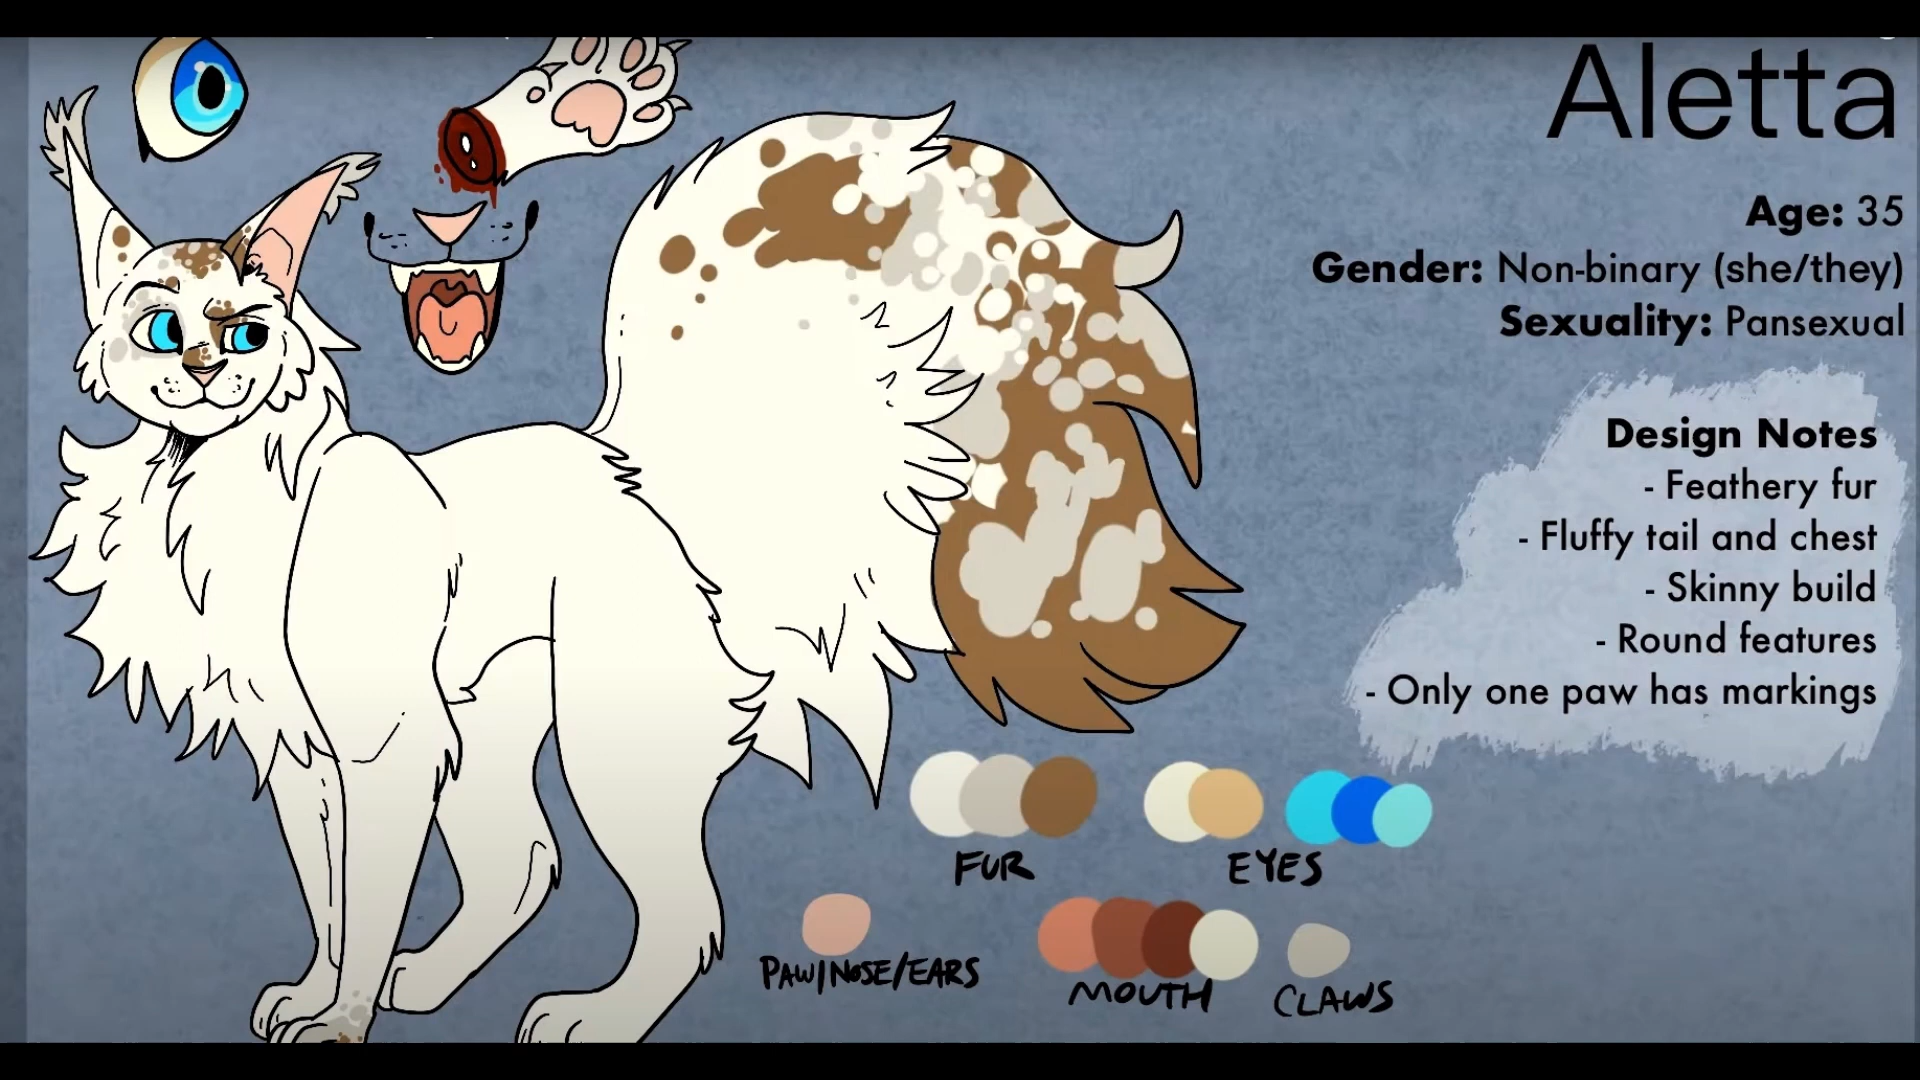 Aletta
Age: 35
Gender: Non-binary (she/they)
Sexuality: Pansexual
Design Notes
- Feathery fur
- Fluffy tail and chest
- Skinny build
- Round features
- Only one paw has markings
FUR
EYES
PAW/NOSE/EARS
MOUTH
CLAWS